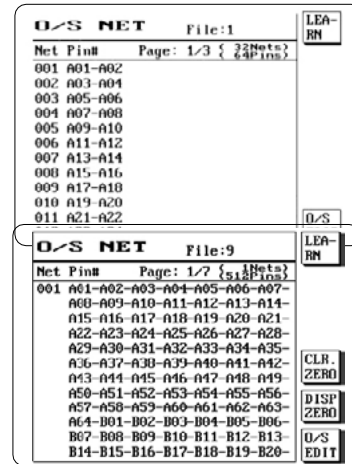 O/S NET File:1
LEA-
RN
Net Pin# Page: 1/3 { 32Nets}
64Pins}
001 A01-A02
002 A03-A04
003 A05-A06
004 A07-A08
005 A09-A10
006 A11-A12
007 A13-A14
008 A15-A16
009 A17-A18
010 A19-A20
011 A21-A22
O/S
O/S NET File:9
LEA-
RN
Net Pin# Page: 1/7 { 1Nets}
{512Pins}
001 A01-A02-A03-A04-A05-A06-A07-
A08-A09-A10-A11-A12-A13-A14-
A15-A16-A17-A18-A19-A20-A21-
A22-A23-A24-A25-A26-A27-A28-
A29-A30-A31-A32-A33-A34-A35-
A36-A37-A38-A39-A40-A41-A42-
A43-A44-A45-A46-A47-A48-A49-
A50-A51-A52-A53-A54-A55-A56-
A57-A58-A59-A60-A61-A62-A63-
A64-B01-B02-B03-B04-B05-B06-
B07-B08-B09-B10-B11-B12-B13-
B14-B15-B16-B17-B18-B19-B20-
CLR.
ZERO
DISP
ZERO
O/S
EDIT